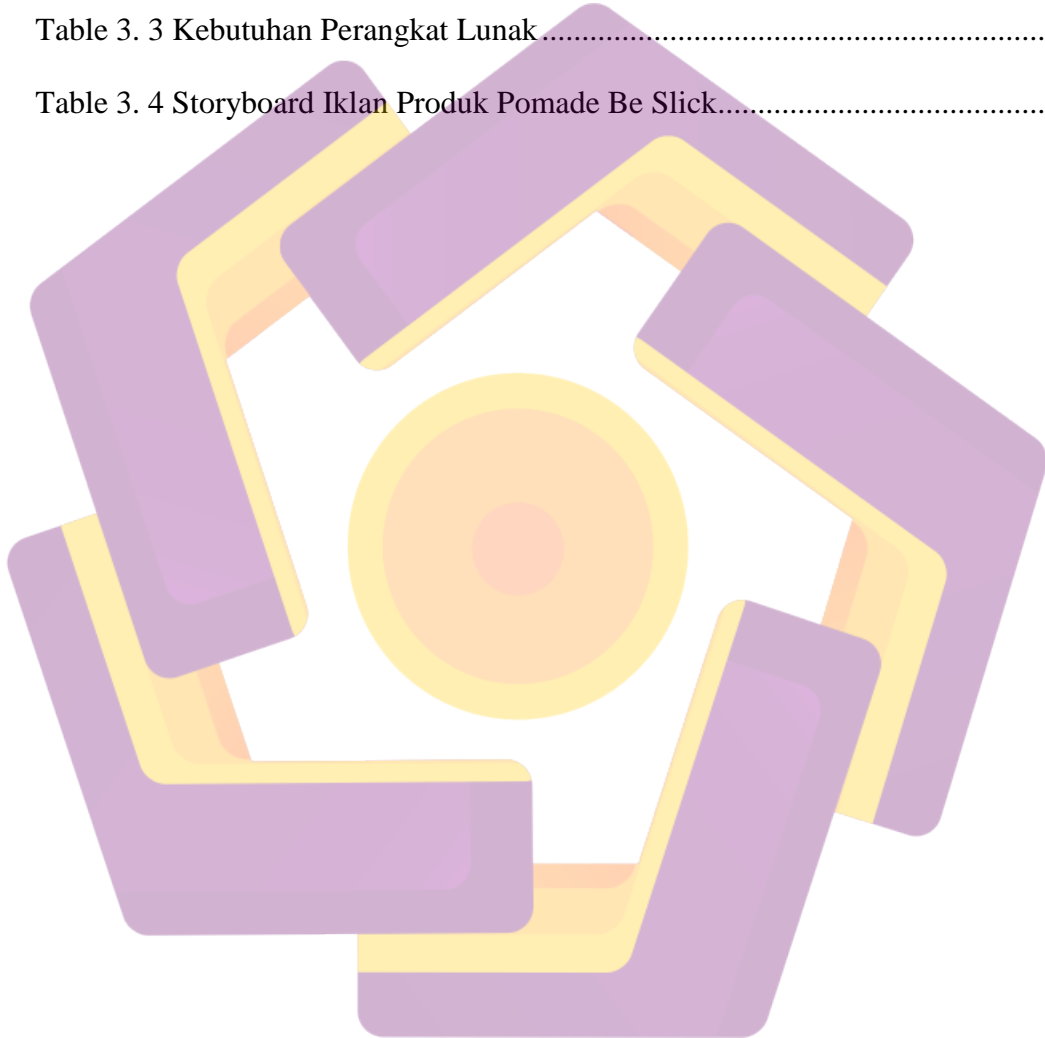 Table 3. 3 Kebutuhan Perangkat Lunak................................................................
Table 3. 4 Storyboard Iklan Produk Pomade Be Slick.........................................